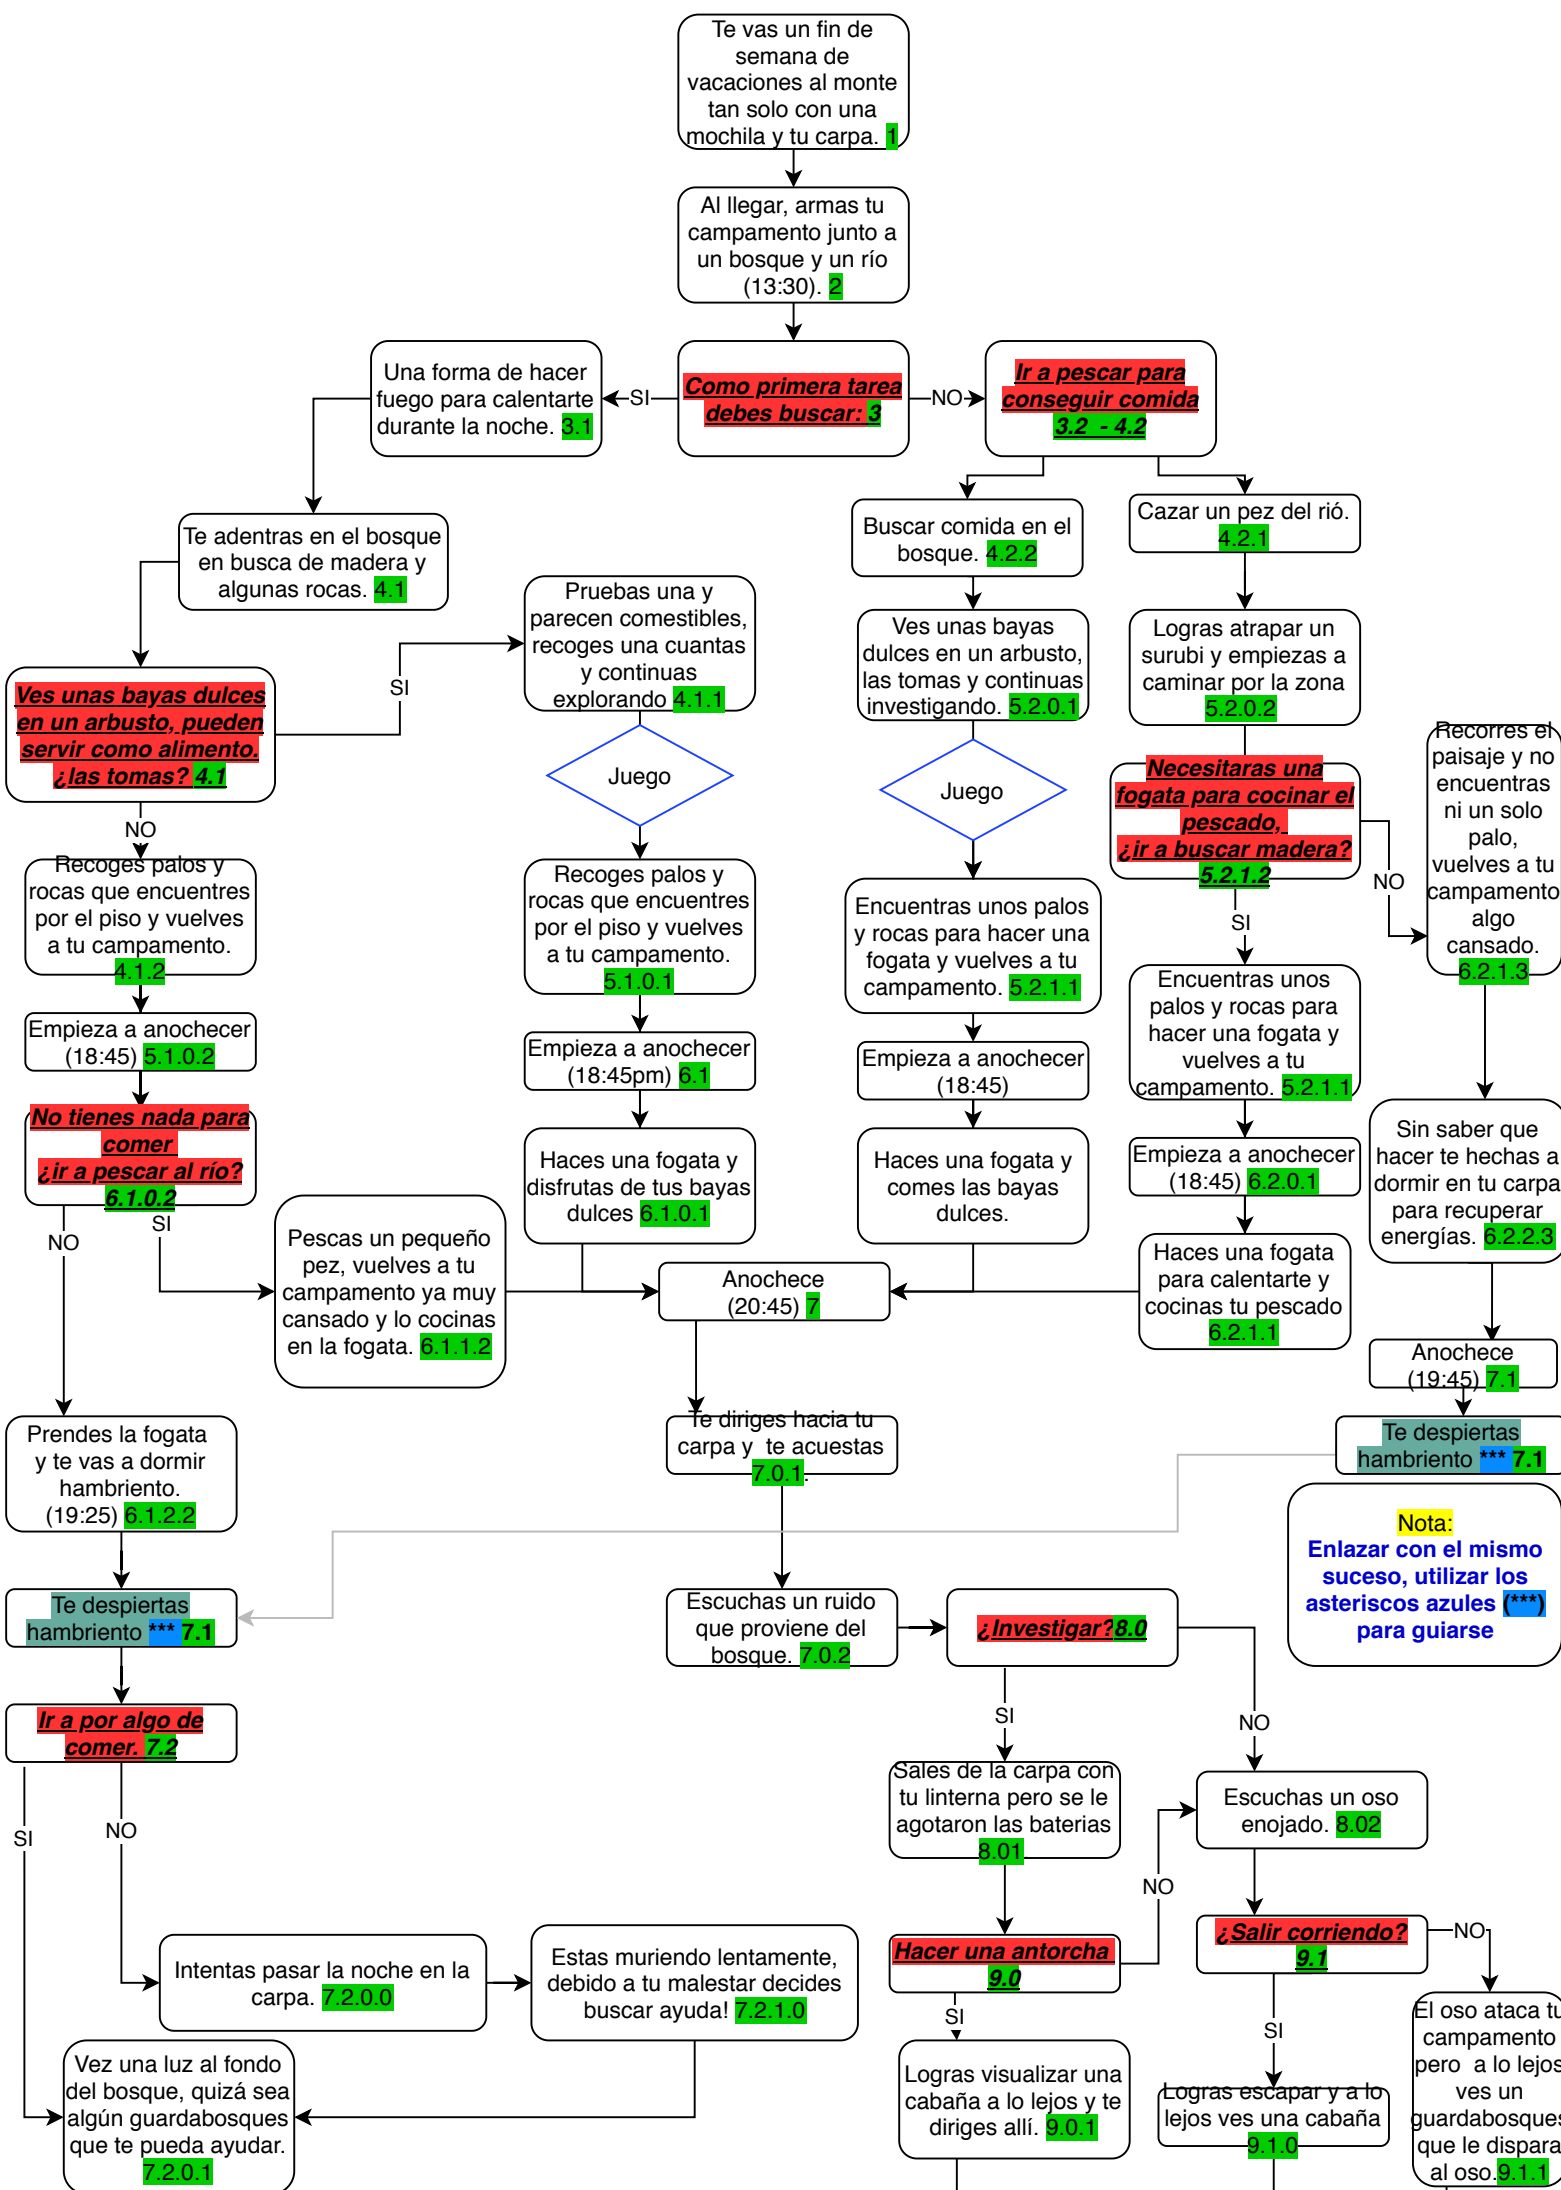 Te vas un fin de
semana de
vacaciones al monte
tan solo con una
mochila y tu carpa. 1
Al llegar, armas tu
campamento junto a
un bosque y un río
(13:30). 2
Una forma de hacer
fuego para calentarte
durante la noche. 3.1
SI
Como primera tarea
debes buscar: 3
NO
Ir a pescar para
conseguir comida
3.2 - 4.2
Te adentras en el bosque
en busca de madera y
algunas rocas. 4.1
Buscar comida en el
bosque. 4.2.2
Cazar un pez del rió.
4.2.1
Pruebas una y
parecen comestibles,
recoges una cuantas
y continuas
explorando 4.1.1
Ves unas bayas
dulces en un arbusto,
las tomas y continuas
investigando. 5.2.0.1
Logras atrapar un
surubi y empiezas a
caminar por la zona
5.2.0.2
Ves unas bayas dulces
en un arbusto, pueden
servir como alimento.
¿las tomas? 4.1
SI
NO
Juego
Juego
Necesitaras una
fogata para cocinar el
pescado,
¿ir a buscar madera?
5.2.1.2
NO
SI
Recorres el
paisaje y no
encuentras
ni un solo
palo,
vuelves a tu
campamento
algo
cansado.
6.2.1.3
Recoges palos y
rocas que encuentres
por el piso y vuelves
a tu campamento.
4.1.2
Recoges palos y
rocas que encuentres
por el piso y vuelves
a tu campamento.
5.1.0.1
Encuentras unos palos
y rocas para hacer una
fogata y vuelves a tu
campamento. 5.2.1.1
Encuentras unos
palos y rocas para
hacer una fogata y
vuelves a tu
campamento. 5.2.1.1
Empieza a anochecer
(18:45) 5.1.0.2
Empieza a anochecer
(18:45pm) 6.1
Empieza a anochecer
(18:45)
Empieza a anochecer
(18:45) 6.2.0.1
No tienes nada para
comer
¿ir a pescar al río?
6.1.0.2
NO
SI
Haces una fogata y
disfrutas de tus bayas
dulces 6.1.0.1
Haces una fogata y
comes las bayas
dulces.
Sin saber que
hacer te hechas a
dormir en tu carpa
para recuperar
energías. 6.2.2.3
Pescas un pequeño
pez, vuelves a tu
campamento ya muy
cansado y lo cocinas
en la fogata. 6.1.1.2
Anochece
(20:45) 7
Haces una fogata
para calentarte y
cocinas tu pescado
6.2.1.1
Anochece
(19:45) 7.1
Prendes la fogata
y te vas a dormir
hambriento.
(19:25) 6.1.2.2
Te diriges hacia tu
carpa y te acuestas
7.0.1.
Te despiertas
hambriento *** 7.1
Nota:
Enlazar con el mismo
suceso, utilizar los
asteriscos azules (***)
para guiarse
Te despiertas
hambriento *** 7.1
Escuchas un ruido
que proviene del
bosque. 7.0.2
¿Investigar? 8.0
Ir a por algo de
comer. 7.2
SI
NO
SI
NO
Sales de la carpa con
tu linterna pero se le
agotaron las baterias
8.01
Escuchas un oso
enojado. 8.02
NO
Intentas pasar la noche en la
carpa. 7.2.0.0
Estas muriendo lentamente,
debido a tu malestar decides
buscar ayuda! 7.2.1.0
Hacer una antorcha
9.0
¿Salir corriendo?
9.1
NO
SI
SI
Vez una luz al fondo
del bosque, quizá sea
algún guardabosques
que te pueda ayudar.
7.2.0.1
Logras visualizar una
cabaña a lo lejos y te
diriges allí. 9.0.1
Logras escapar y a lo
lejos ves una cabaña
9.1.0
El oso ataca tu
campamento
pero a lo lejos
ves un
guardabosques
que le dispara
al oso. 9.1.1